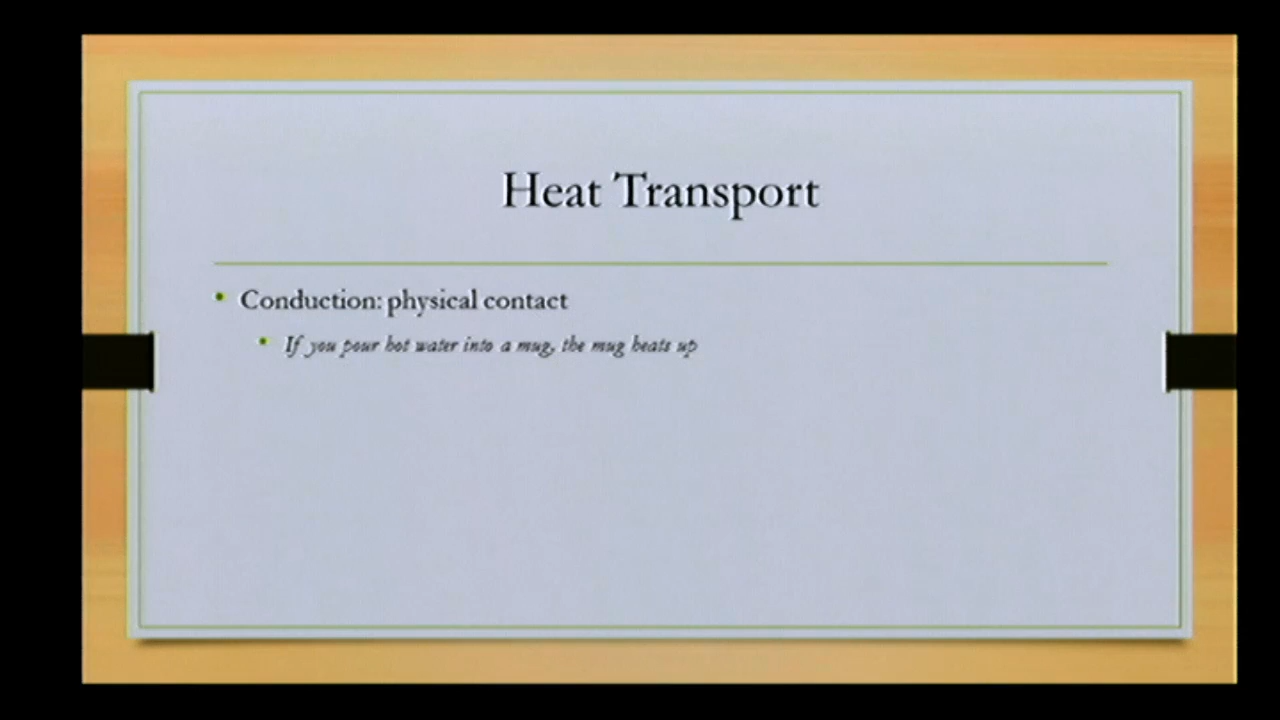 Heat Transport
Conduction: physical contact
If you pour hot water into a mug, the mug heats up